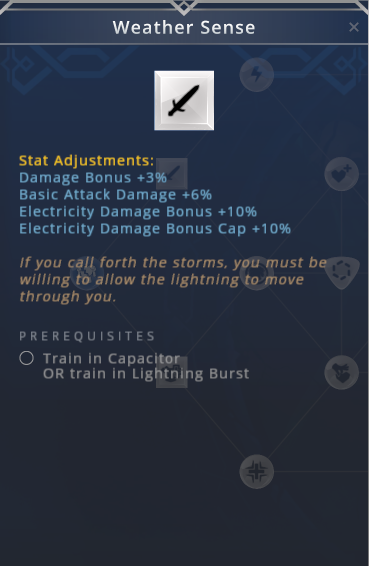 Weather Sense
Stat Adjustments:
Damage Bonus +3%
Basic Attack Damage +6%
Electricity Damage Bonus +10%
Electricity Damage Bonus Cap +10%
If you call forth the storms, you must be
willing to allow the lightning to move
through you.
PREREQUISITES
Train in Capacitor
OR train in Lightning Burst